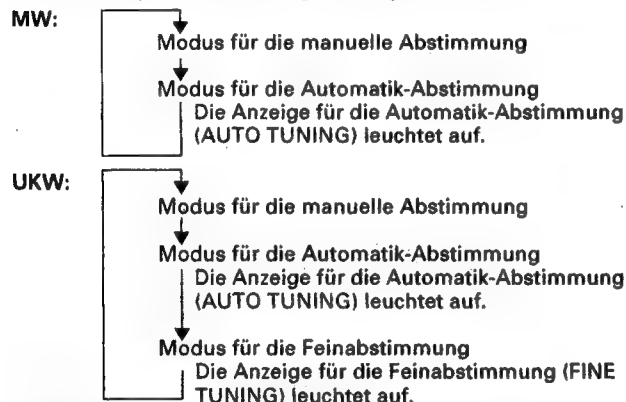 MW:
Modus für die manuelle Abstimmung
Modus für die Automatik-Abstimmung
Die Anzeige für die Automatik-Abstimmung
(AUTO TUNING) leuchtet auf.
UKW:
Modus für die manuelle Abstimmung
Modus für die Automatik-Abstimmung
Die Anzeige für die Automatik-Abstimmung
(AUTO TUNING) leuchtet auf.
Modus für die Feinabstimmung
Die Anzeige für die Feinabstimmung (FINE
TUNING) leuchtet auf.